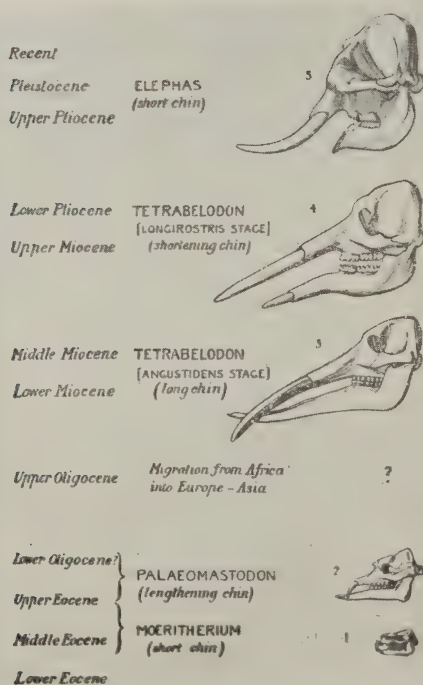 Recent
Pleistocene ELEPHAS 5
Upper Pliocene (short chin)
Lower Pliocene TETRABELODON 4
[LONGIROSTRIS STAGE]
Upper Miocene (shortening chin)
Middle Miocene TETRABELODON 3
[ANGUSTIDENS STAGE]
Lower Miocene (long chin)
Upper Oligocene Migration from Africa ?
into Europe - Asia
Lower Oligocene? 2
PALAEOMASTODON
Upper Eocene (lengthening chin)
Middle Eocene MOERITHERIUM 1
(short chin)
Lower Eocene